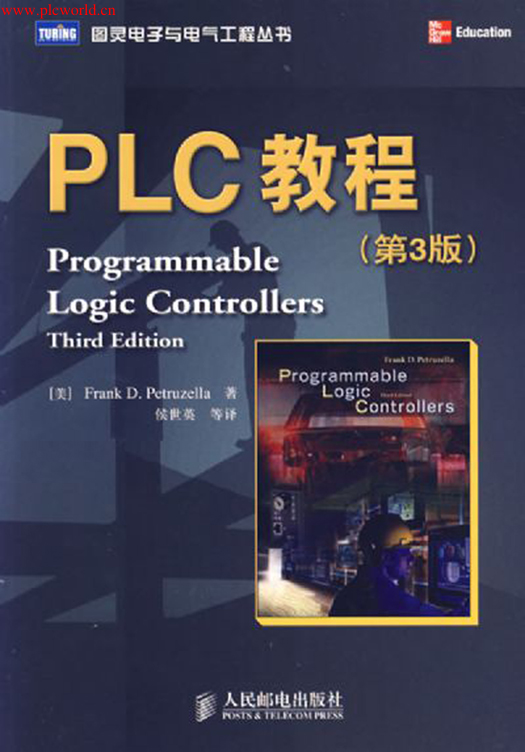 www.plcworld.cn
TURING 图灵电子与电气工程丛书
Mc Graw Hill Education
PLC 教程
(第3版)
Programmable
Logic Controllers
Third Edition
[美] Frank D. Petruzella 著
侯世英 等译
Frank D. Petruzella
Programmable
Logic
Third Edition
Controllers
人民邮电出版社
POSTS & TELECOM PRESS